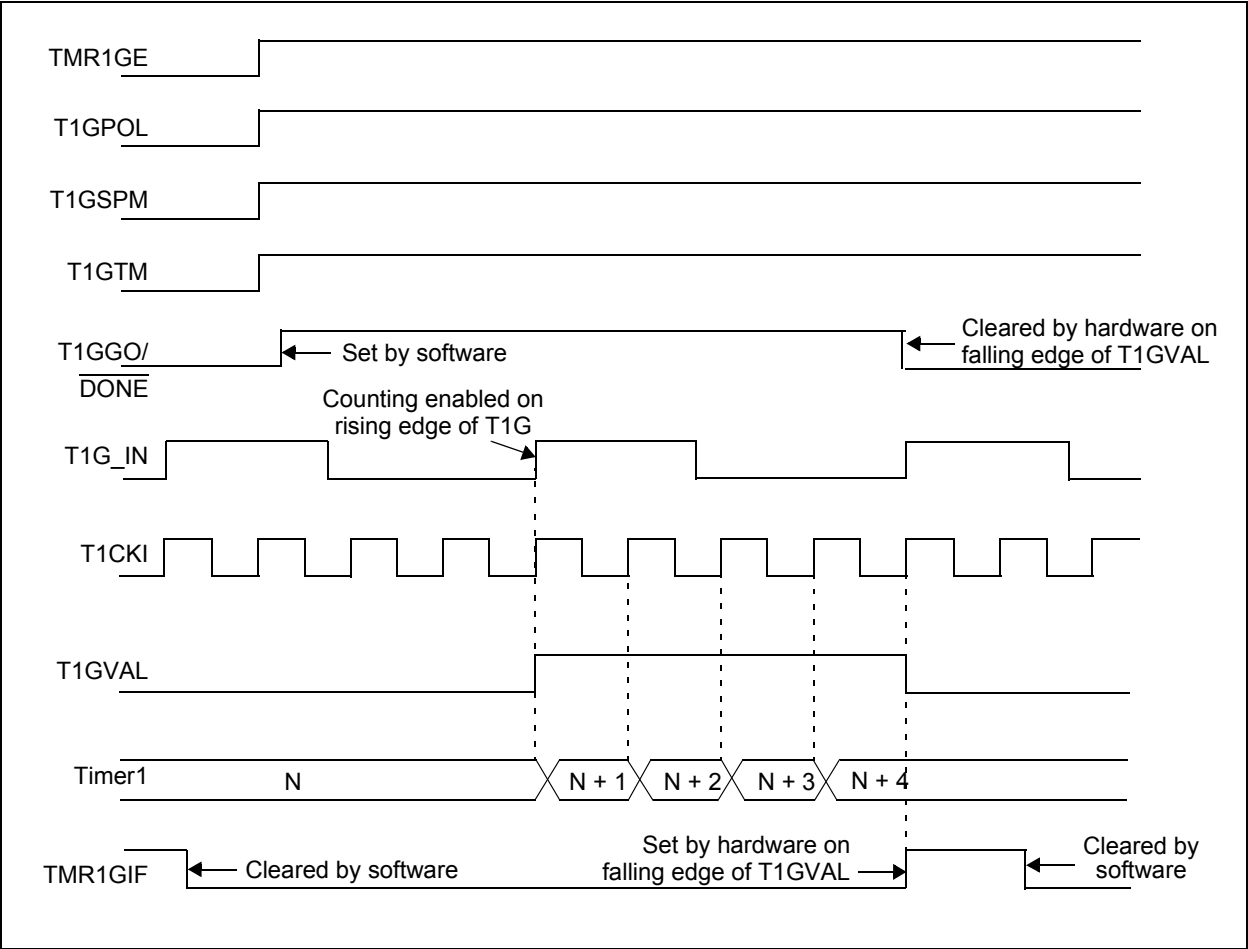 TMR1GE
T1GPOL
T1GSPM
T1GTM
T1GGO/
DONE
Set by software
Cleared by hardware on
falling edge of T1GVAL
Counting enabled on
rising edge of T1G
T1G_IN
T1CKI
T1GVAL
Timer1
N
N + 1
N + 2
N + 3
N + 4
TMR1GIF
Cleared by software
Set by hardware on
falling edge of T1GVAL
Cleared by
software